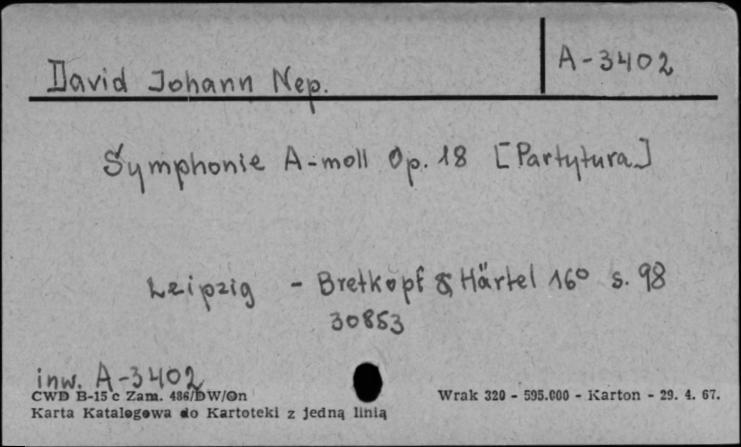 David Johann Nep.
A-3402
Symphonie A-moll Op. 18 [Partytura]
Leipzig - Bretkopf & Härtel 16° s. 98
30853
inw. A-3402
CWD B-15 c Zam. 486/DW/On
Wrak 320 - 595.000 - Karton - 29. 4. 67.
Karta Katalogowa do Kartoteki z jedną linią